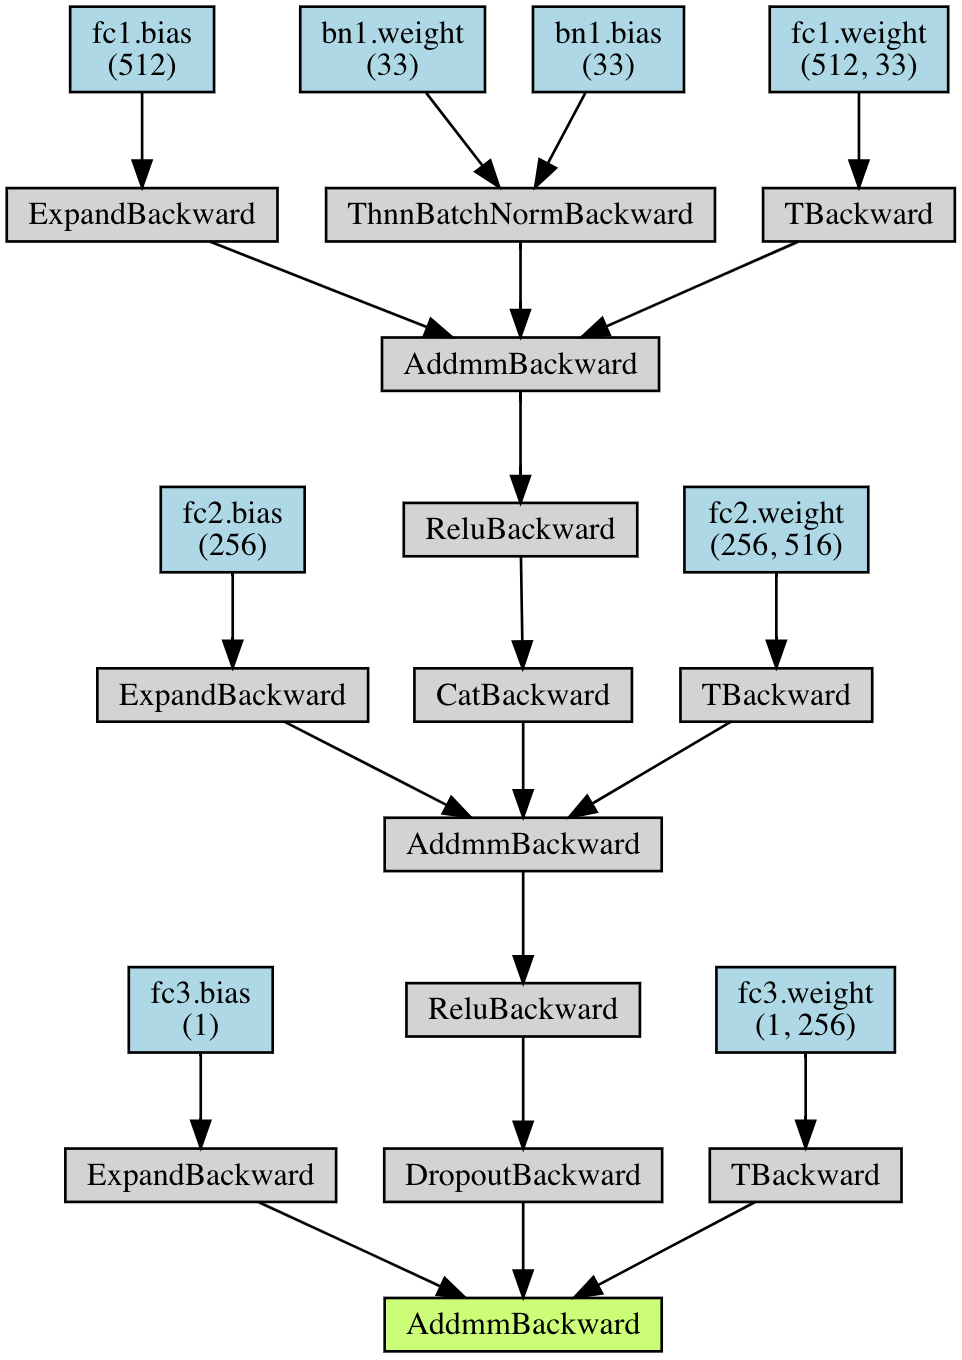 fc1.bias
(512)
bn1.weight
(33)
bn1.bias
(33)
fc1.weight
(512, 33)
ExpandBackward
ThnnBatchNormBackward
TBackward
AddmmBackward
ReluBackward
fc2.bias
(256)
fc2.weight
(256, 516)
ExpandBackward
CatBackward
TBackward
AddmmBackward
fc3.bias
(1)
ReluBackward
fc3.weight
(1, 256)
ExpandBackward
DropoutBackward
TBackward
AddmmBackward